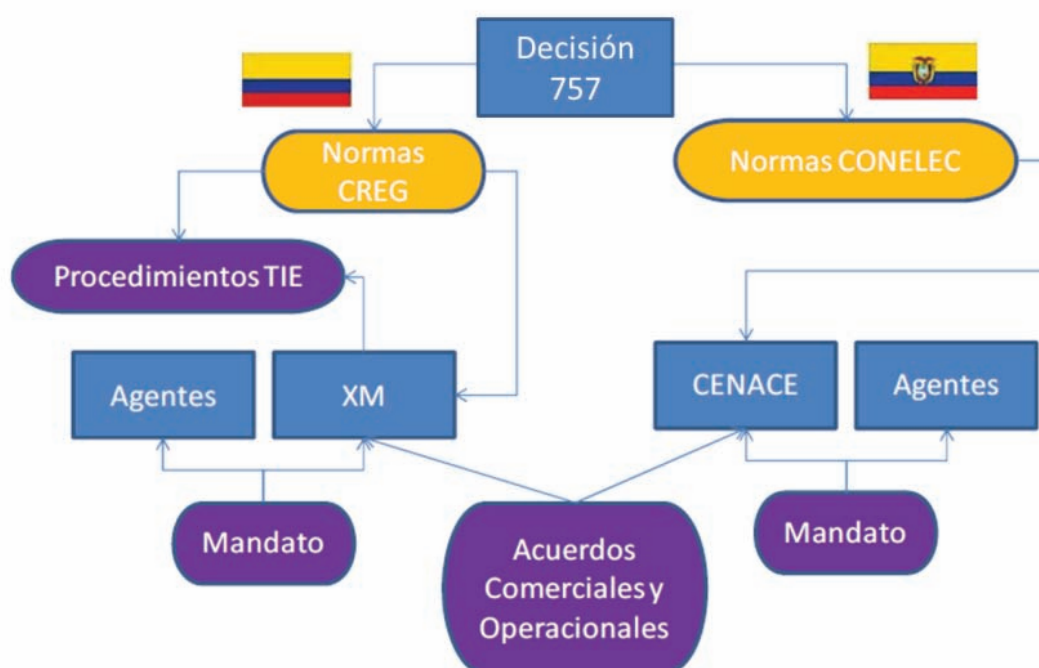 Decisión
757
Normas
CREG
Normas CONELEC
Procedimientos TIE
Agentes
XM
CENACE
Agentes
Mandato
Acuerdos
Comerciales y
Operacionales
Mandato